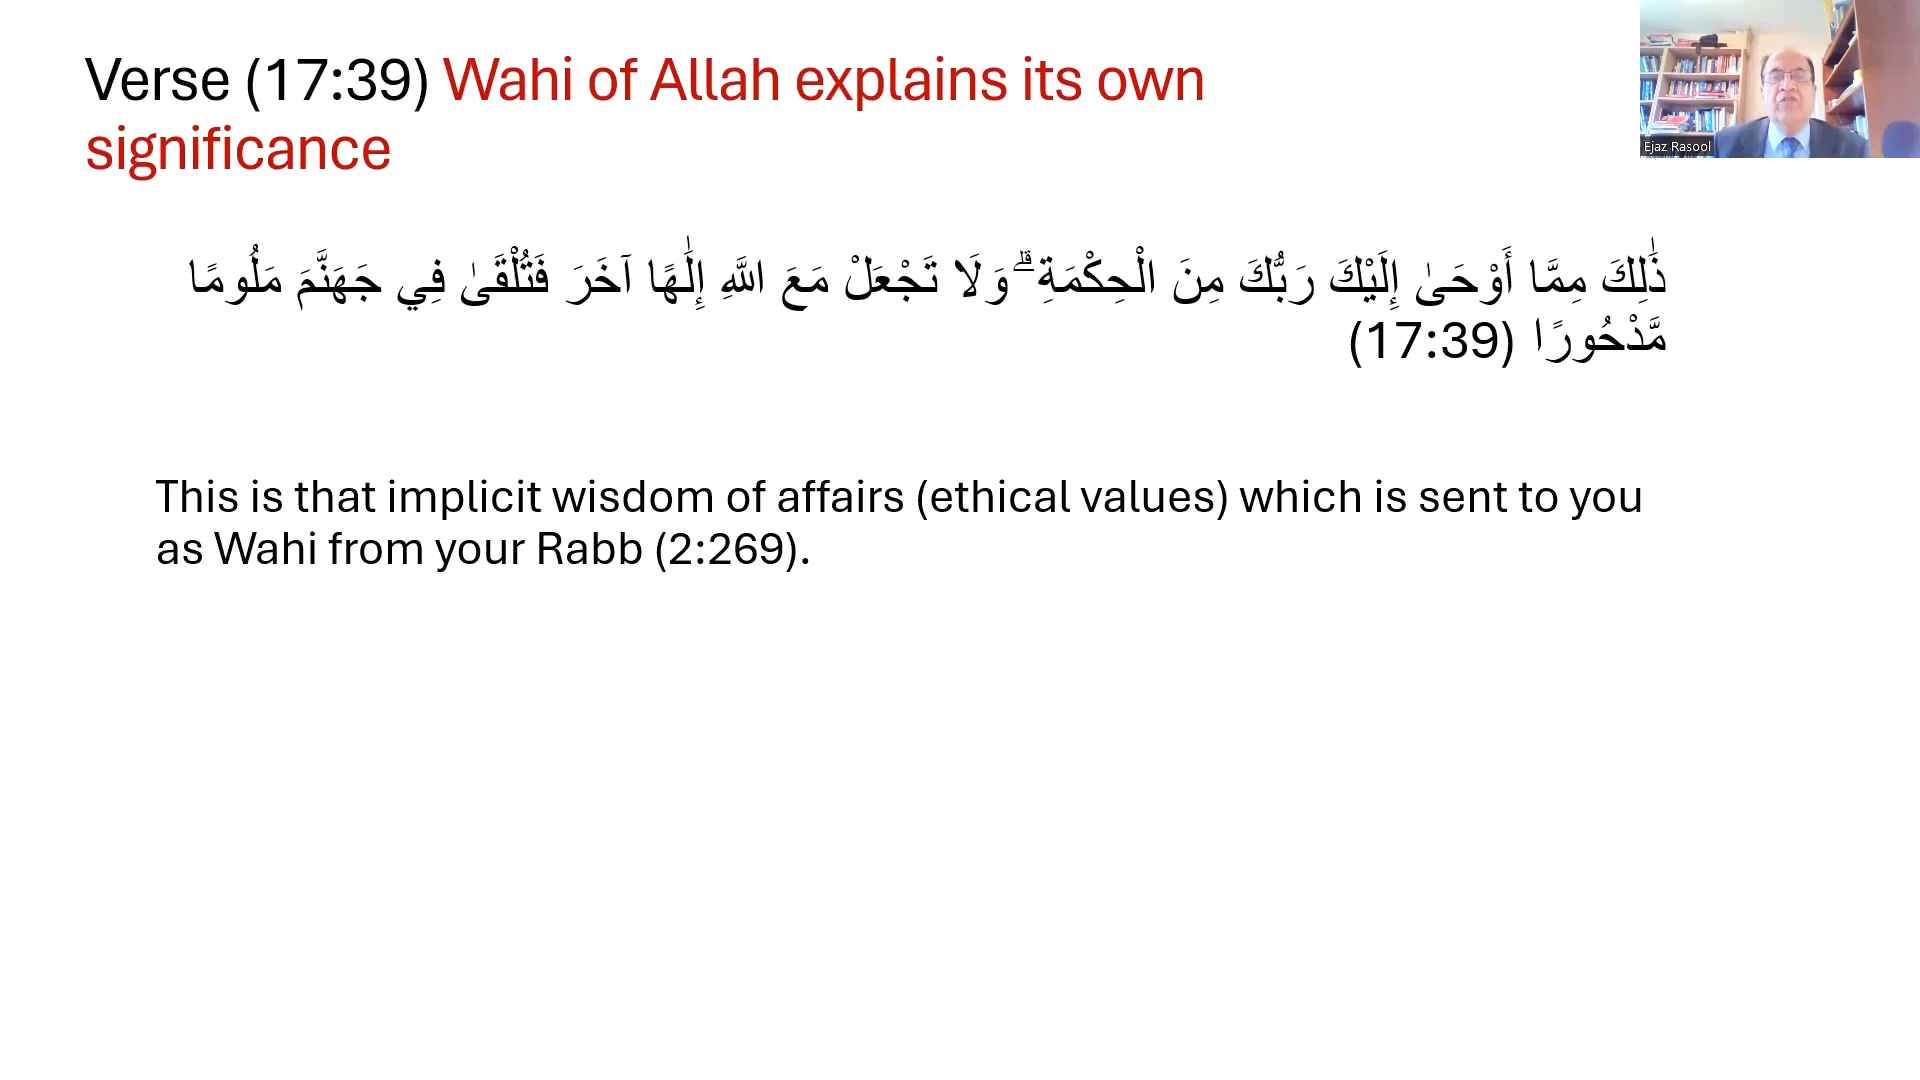 Verse (17:39) Wahi of Allah explains its own
significance
Ejaz Rasool
ذَٰلِكَ مِمَّا أَوْحَىٰ إِلَيْكَ رَبُّكَ مِنَ الْحِكْمَةِ ۗ وَلَا تَجْعَلْ مَعَ اللَّهِ إِلَٰهًا آخَرَ فَتُلْقَىٰ فِي جَهَنَّمَ مَلُومًا
مَّدْحُورًا (17:39)
This is that implicit wisdom of affairs (ethical values) which is sent to you
as Wahi from your Rabb (2:269).